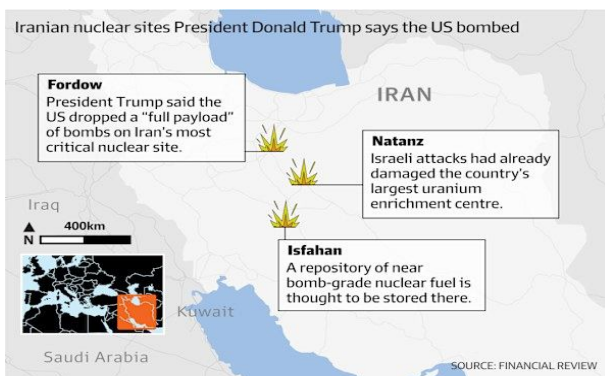 Iranian nuclear sites President Donald Trump says the US bombed
Fordow
President Trump said the
US dropped a "full payload"
of bombs on Iran's most
critical nuclear site.
IRAN
Natanz
Israeli attacks had already
damaged the country's
largest uranium
enrichment centre.
Iraq
400km
N
Isfahan
A repository of near
bomb-grade nuclear fuel is
thought to be stored there.
Kuwait
Saudi Arabia
SOURCE: FINANCIAL REVIEW